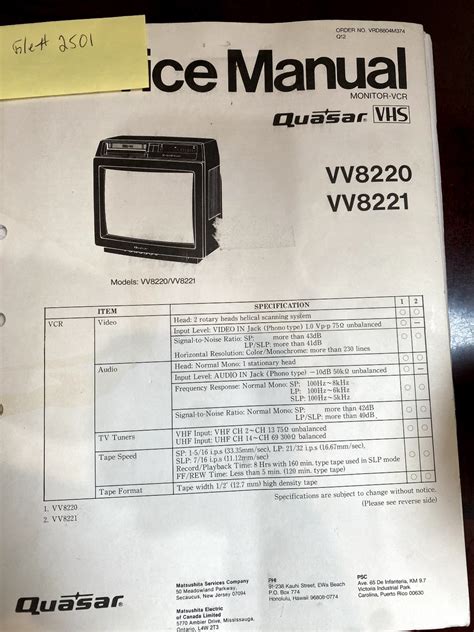 File# 2501
ORDER NO. VRD8804M374
Q12
ice Manual
MONITOR-VCR
Quasar VHS
VV8220
VV8221
Models: VV8220/VV8221
ITEM SPECIFICATION 1 2
VCR Video Head: 2 rotary heads helical scanning system
Input Level: VIDEO IN Jack (Phono type) 1.0 Vp-p 75Ω unbalanced
Signal-to-Noise Ratio: SP: more than 43dB
LP/SLP: more than 41dB
Horizontal Resolution: Color/Monochrome: more than 230 lines
Audio Head: Normal Mono: 1 stationary head
Input Level: AUDIO IN Jack (Phono type) -10dB 50kΩ unbalanced
Frequency Response: Normal Mono: SP: 100Hz~8kHz
LP: 100Hz~6kHz
SLP: 100Hz~5kHz
Signal-to-Noise Ratio: Normal Mono: SP: more than 42dB
LP/SLP: more than 40dB
TV Tuners VHF Input: VHF CH 2~CH 13 75Ω unbalanced
UHF Input: UHF CH 14~CH 69 300Ω balanced
Tape Speed SP: 1-5/16 i.p.s (33.35mm/sec), LP: 21/32 i.p.s (16.67mm/sec),
SLP: 7/16 i.p.s (11.12mm/sec)
Record/Playback Time: 8 Hrs with 160 min. type tape used in SLP mode
FF/REW Time: Less than 5 min. (120 min. type tape)
Tape Format Tape width 1/2" (12.7 mm) high density tape
1. VV8220
2. VV8221
Specifications are subject to change without notice.
(Please see reverse side)
Quasar
Matsushita Services Company
50 Meadowland Parkway,
Secaucus, New Jersey 07094
Matsushita Electric
of Canada Limited
5770 Ambler Drive, Mississauga,
Ontario, L4W 2T3
PHI
91-238 Kauhi Street, EWa Beach
P.O. Box 774
Honolulu, Hawaii 96808-0774
PSC
Ave. 65 De Infanteria, KM 9.7
Victoria Industrial Park
Carolina, Puerto Rico 00630